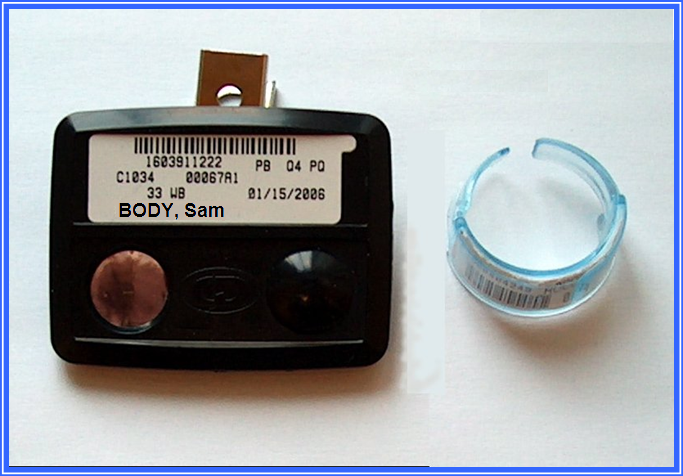 1603911222 PB Q4 PQ
C1034 00067A1
33 WB 01/15/2006
BODY, Sam